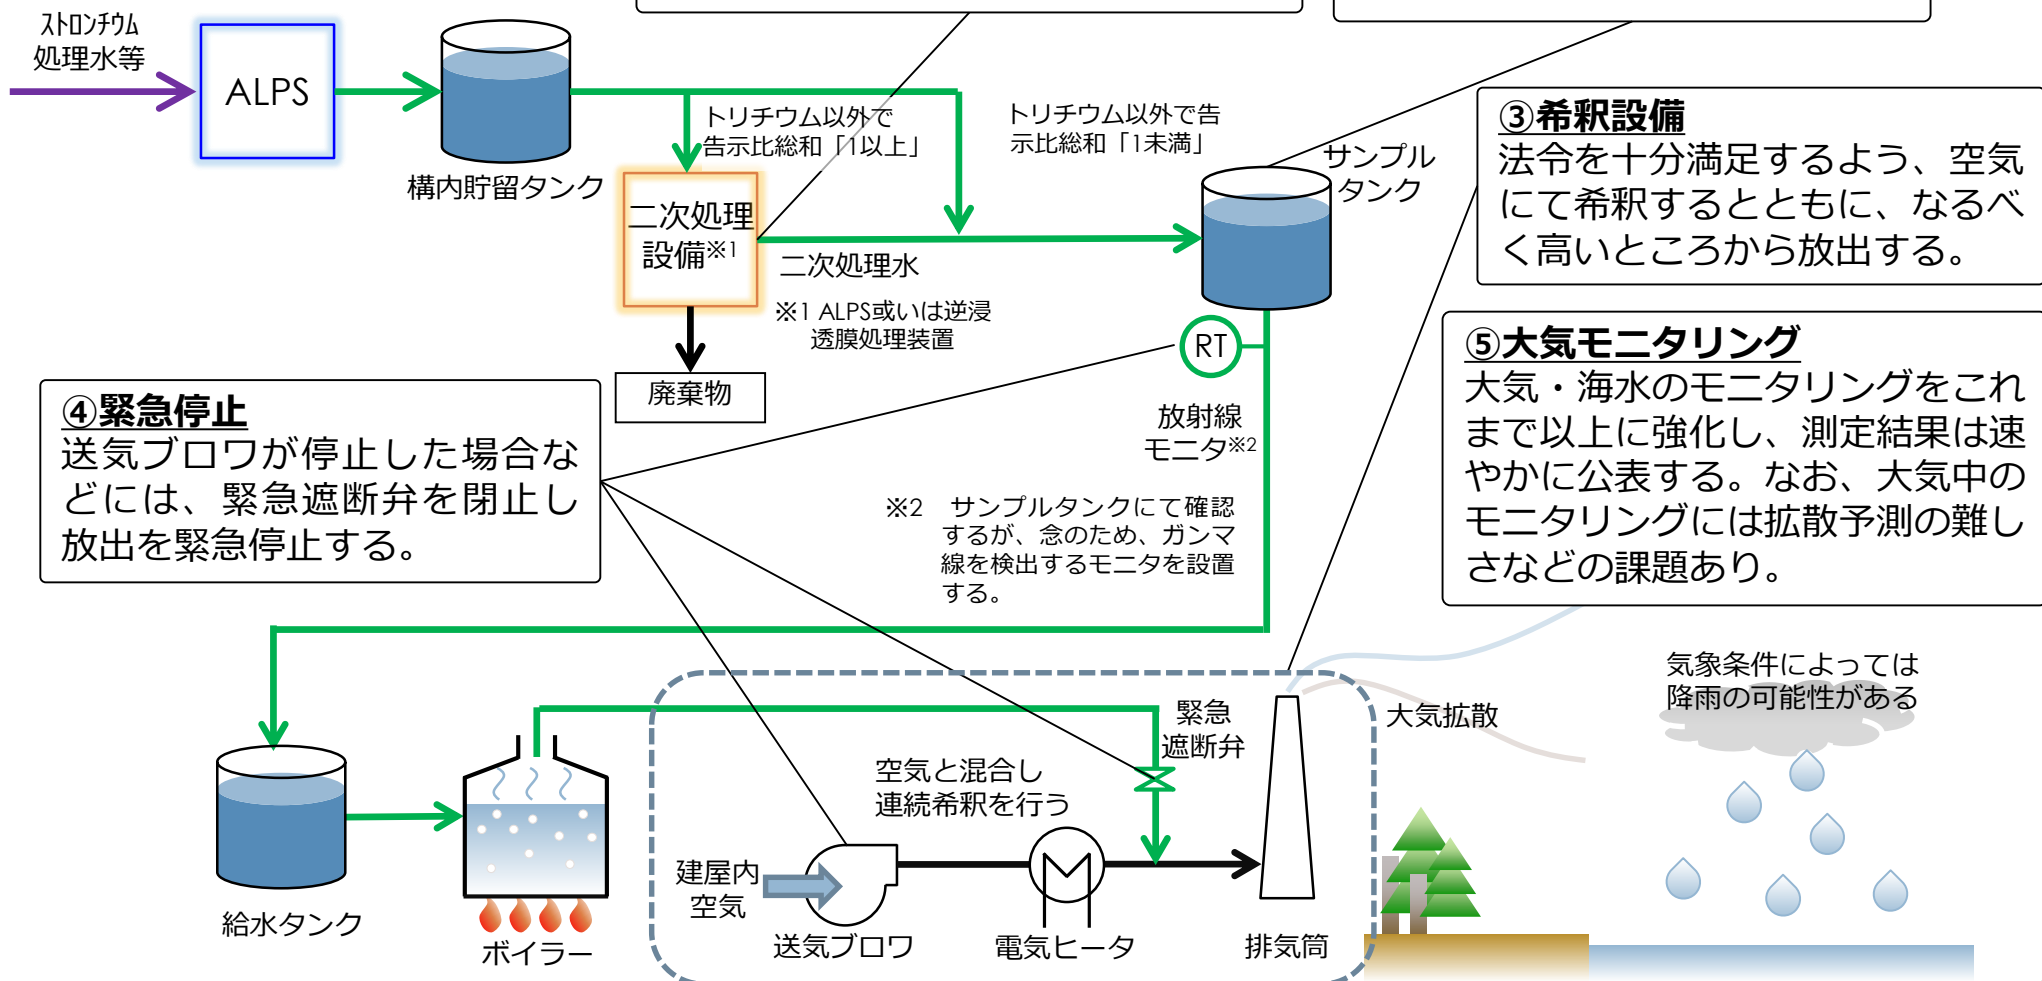 ストロンチウム
処理水等
ALPS
構内貯留タンク
トリチウム以外で
告示比総和「1以上」
トリチウム以外で告
示比総和「1未満」
サンプル
タンク
二次処理
設備※1
二次処理水
※1 ALPS或いは逆浸
透膜処理装置
廃棄物
③希釈設備
法令を十分満足するよう、空気
にて希釈するとともに、なるべ
く高いところから放出する。
RT
放射線
モニタ※2
※2 サンプルタンクにて確認
するが、念のため、ガンマ
線を検出するモニタを設置
する。
④緊急停止
送気ブロワが停止した場合な
どには、緊急遮断弁を閉止し
放出を緊急停止する。
⑤大気モニタリング
大気・海水のモニタリングをこれ
まで以上に強化し、測定結果は速
やかに公表する。なお、大気中の
モニタリングには拡散予測の難し
さなどの課題あり。
気象条件によっては
降雨の可能性がある
大気拡散
緊急
遮断弁
空気と混合し
連続希釈を行う
建屋内
空気
給水タンク
ボイラー
送気ブロワ
電気ヒータ
排気筒